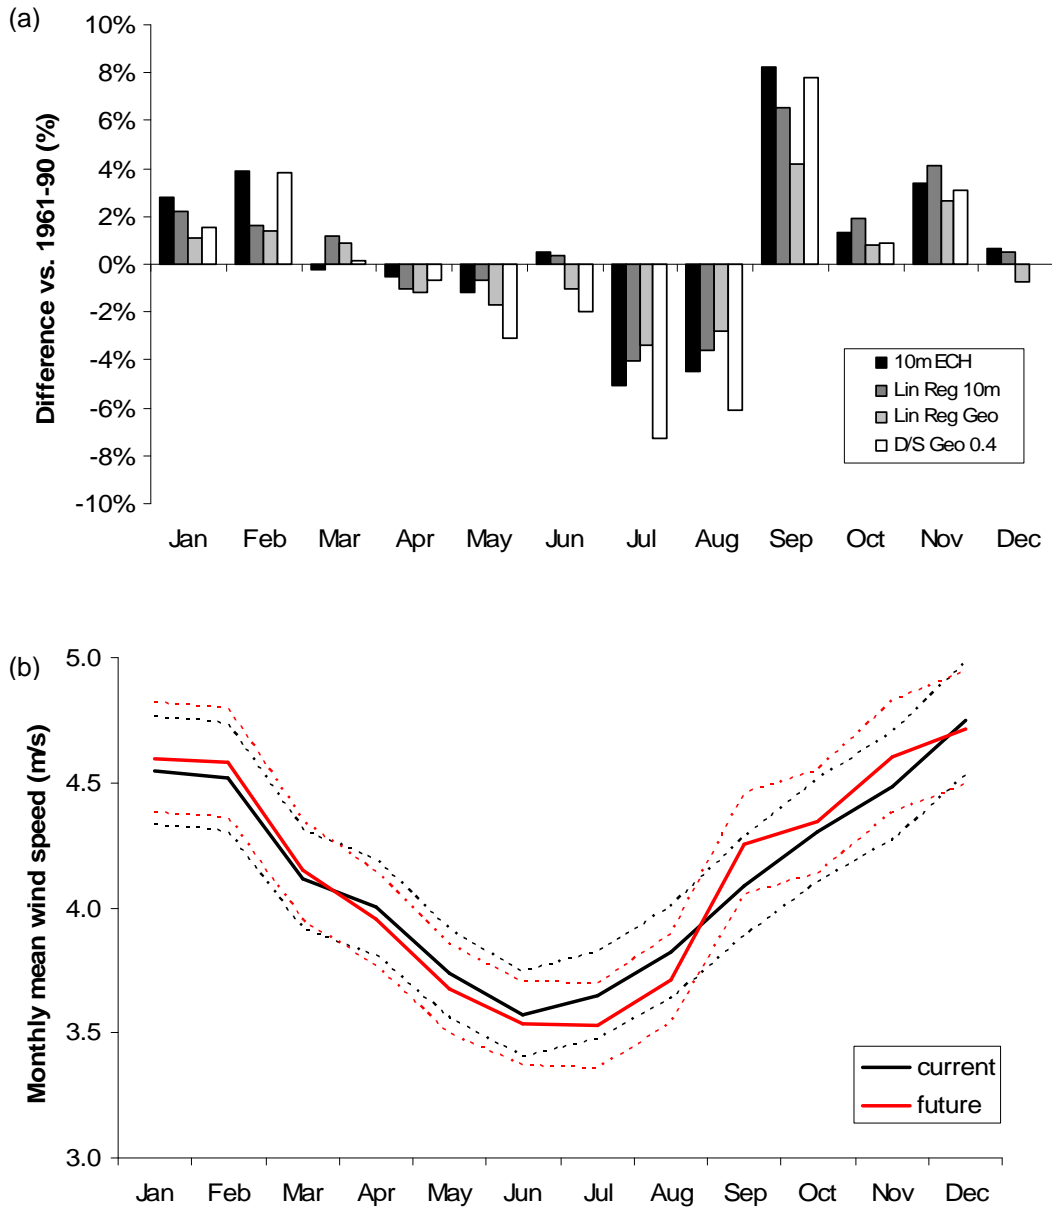 (a)
Difference vs. 1961-90 (%)
10%
8%
6%
4%
2%
0%
-2%
-4%
-6%
-8%
-10%
10m ECH
Lin Reg 10m
Lin Reg Geo
D/S Geo 0.4
Jan Feb Mar Apr May Jun Jul Aug Sep Oct Nov Dec
(b)
Monthly mean wind speed (m/s)
5.0
4.5
4.0
3.5
3.0
current
future
Jan Feb Mar Apr May Jun Jul Aug Sep Oct Nov Dec